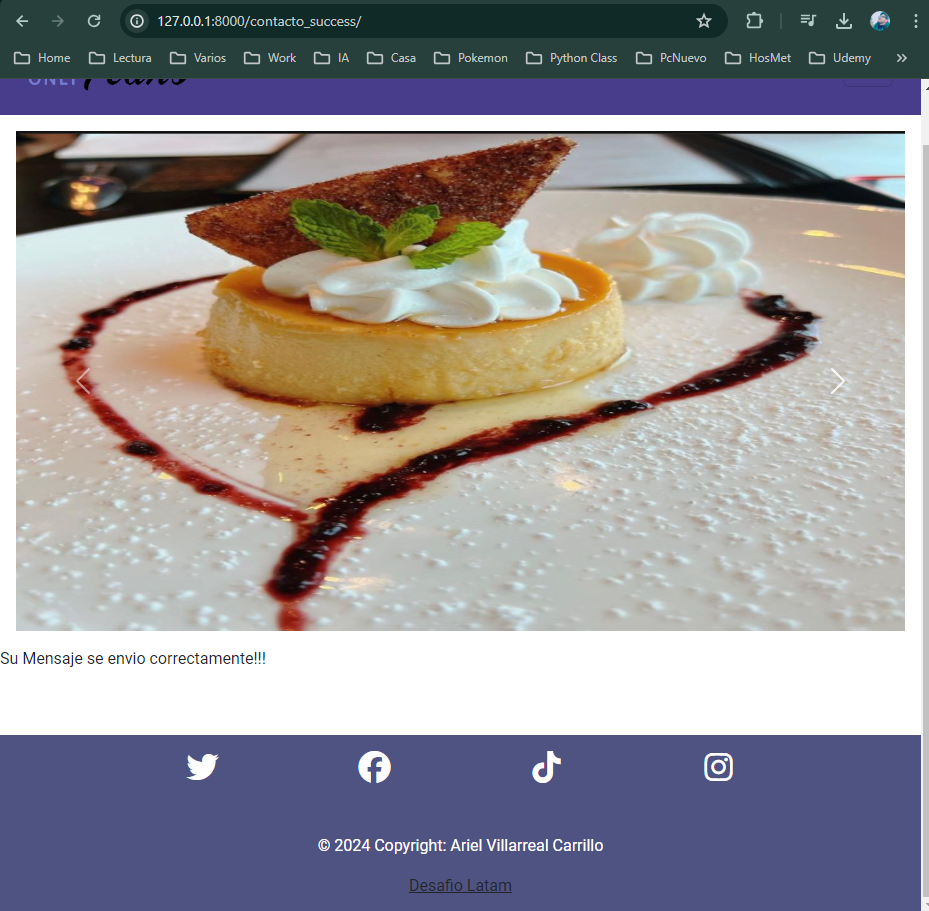 127.0.0.1:8000/contacto_success/
Home Lectura Varios Work IA Casa Pokemon Python Class PcNuevo HosMet Udemy
Su Mensaje se envio correctamente!!!
© 2024 Copyright: Ariel Villarreal Carrillo
Desafio Latam